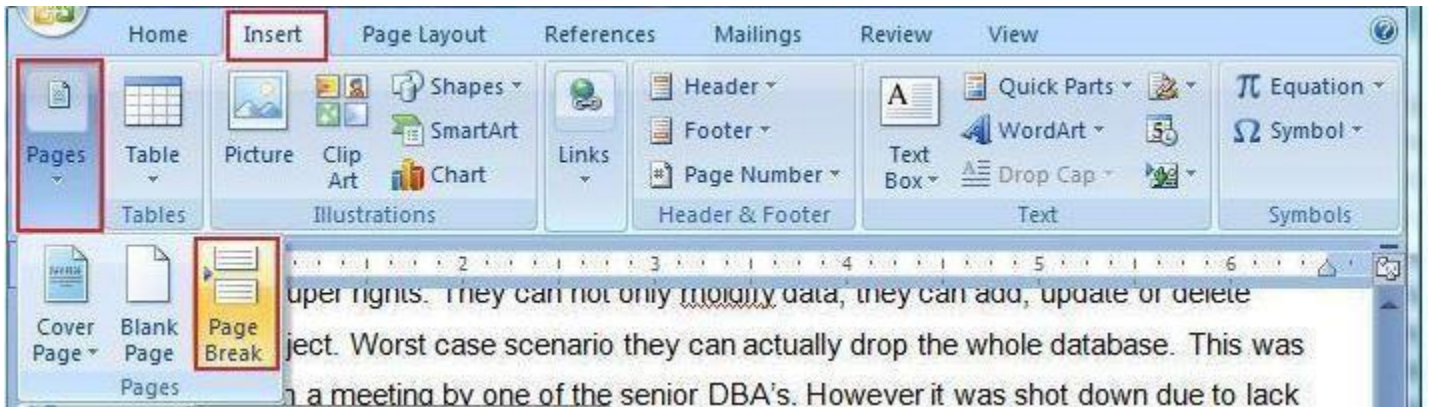 Home Insert Page Layout References Mailings Review View
Pages
Table
Picture
Clip Art
Shapes
SmartArt
Chart
Links
Header
Footer
Page Number
A
Text Box
Quick Parts
WordArt
Drop Cap
π Equation
Ω Symbol
Tables Illustrations Header & Footer Text Symbols
Cover Page
Blank Page
Page Break
Pages
2 3 4 5 6
uper rights. They can not only moidify data, they can add, update or delete
ject. Worst case scenario they can actually drop the whole database. This was
a meeting by one of the senior DBA's. However it was shot down due to lack